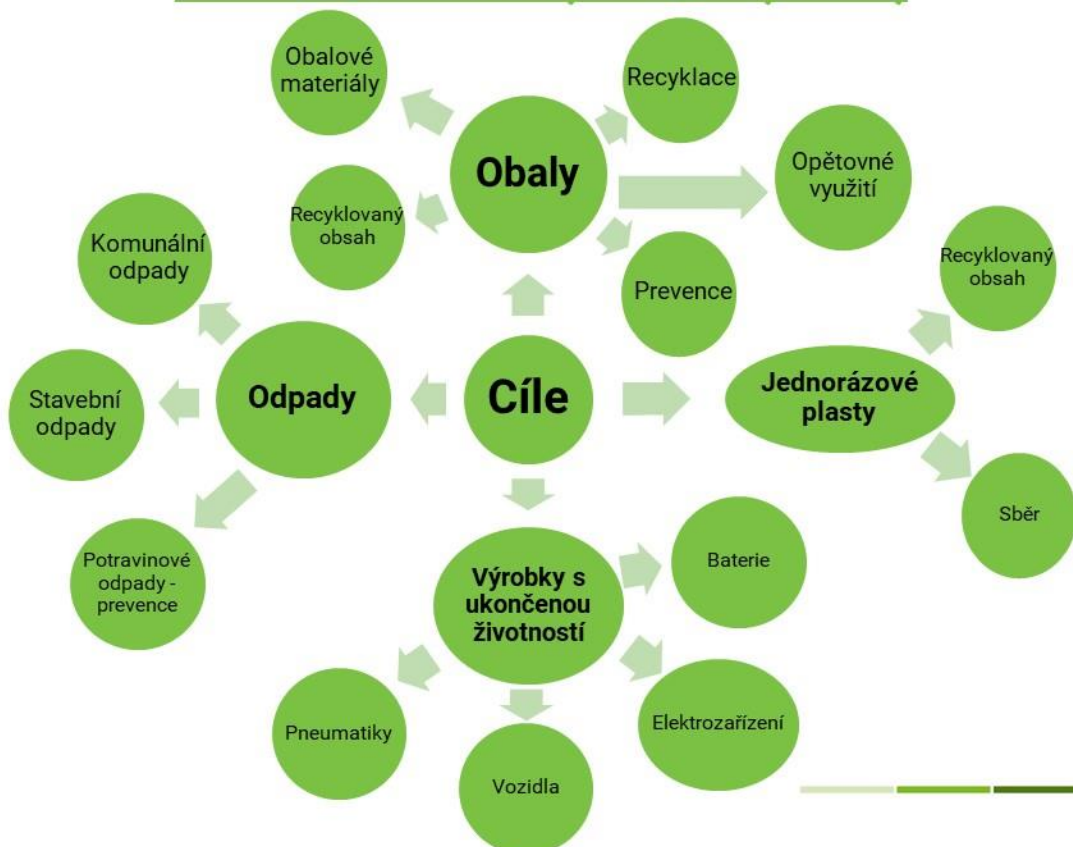 Obalové
materiály
Recyklace
Obaly
Opětovné
využití
Recyklovaný
obsah
Komunální
odpady
Prevence
Recyklovaný
obsah
Odpady
Cíle
Jednorázové
plasty
Stavební
odpady
Sběr
Potravinové
odpady -
prevence
Výrobky s
ukončenou
životností
Baterie
Pneumatiky
Vozidla
Elektrozařízení